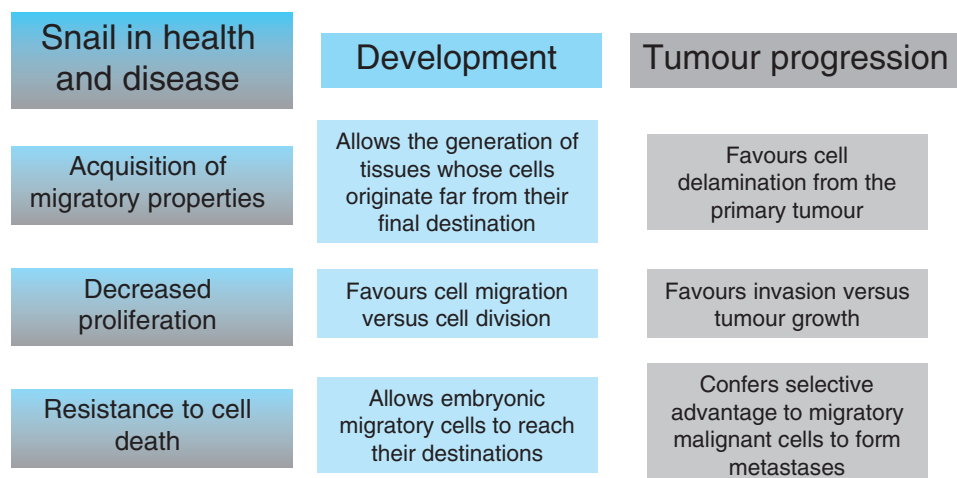 Snail in health
and disease
Development
Tumour progression
Acquisition of
migratory properties
Allows the generation of
tissues whose cells
originate far from their
final destination
Favours cell
delamination from the
primary tumour
Decreased
proliferation
Favours cell migration
versus cell division
Favours invasion versus
tumour growth
Resistance to cell
death
Allows embryonic
migratory cells to reach
their destinations
Confers selective
advantage to migratory
malignant cells to form
metastases